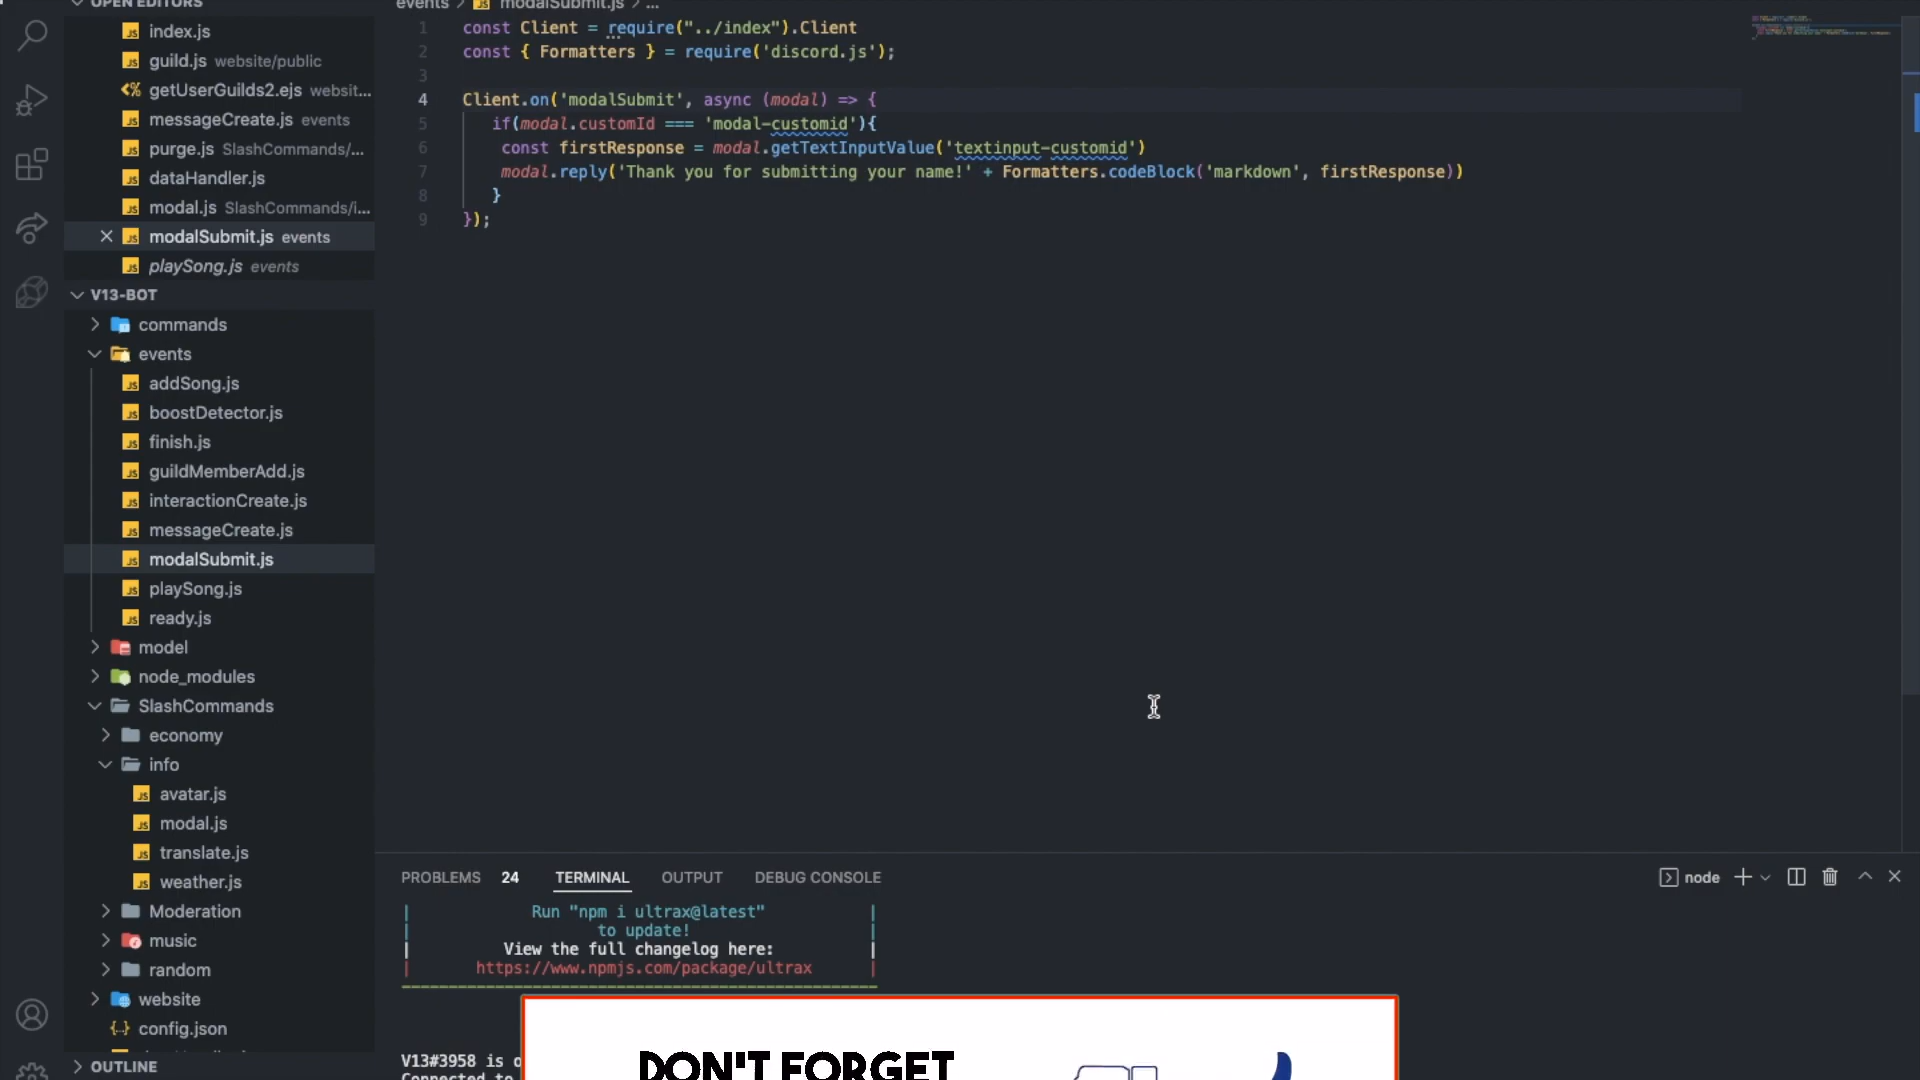 OPEN EDITORS
index.js
guild.js website/public
getUserGuilds2.ejs websit...
messageCreate.js events
purge.js SlashCommands/...
dataHandler.js
modal.js SlashCommands/i...
modalSubmit.js events
playSong.js events
V13-BOT
commands
events
addSong.js
boostDetector.js
finish.js
guildMemberAdd.js
interactionCreate.js
messageCreate.js
modalSubmit.js
playSong.js
ready.js
model
node_modules
SlashCommands
economy
info
avatar.js
modal.js
translate.js
weather.js
Moderation
music
random
website
config.json
OUTLINE
events > modalSubmit.js > ...
1 const Client = require("../index").Client
2 const { Formatters } = require('discord.js');
3
4 Client.on('modalSubmit', async (modal) => {
5 if(modal.customId === 'modal-customid'){
6 const firstResponse = modal.getTextInputValue('textinput-customid')
7 modal.reply('Thank you for submitting your name!' + Formatters.codeBlock('markdown', firstResponse))
8 }
9 });
PROBLEMS 24 TERMINAL OUTPUT DEBUG CONSOLE
node
Run "npm i ultrax@latest"
to update!
View the full changelog here:
https://www.npmjs.com/package/ultrax
V13#3958 is
Connected to
DON'T FORGET